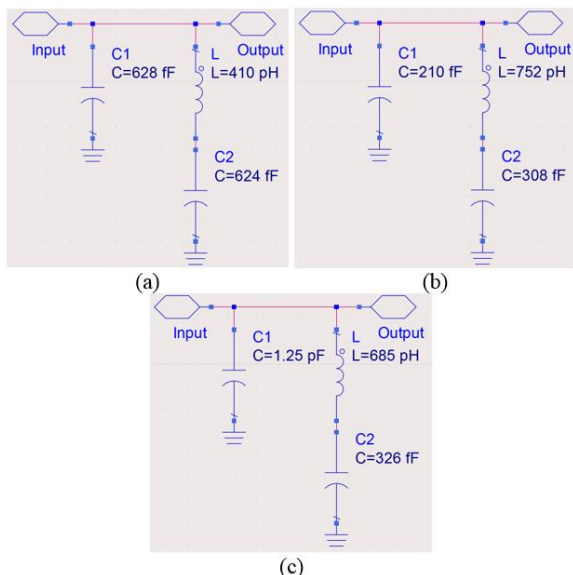 Input
C1
C=628 fF
L
L=410 pH
Output
C2
C=624 fF
(a)
Input
C1
C=210 fF
L
L=752 pH
Output
C2
C=308 fF
(b)
Input
C1
C=1.25 pF
L
L=685 pH
Output
C2
C=326 fF
(c)